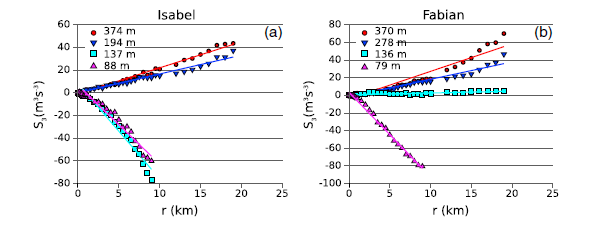 Isabel
(a)
374 m
194 m
137 m
88 m
60
40
20
0
-20
-40
-60
-80
S3(m³s⁻³)
0 5 10 15 20 25
r (km)
Fabian
(b)
370 m
278 m
136 m
79 m
80
60
40
20
0
-20
-40
-60
-80
-100
S3(m³s⁻³)
0 5 10 15 20 25
r (km)